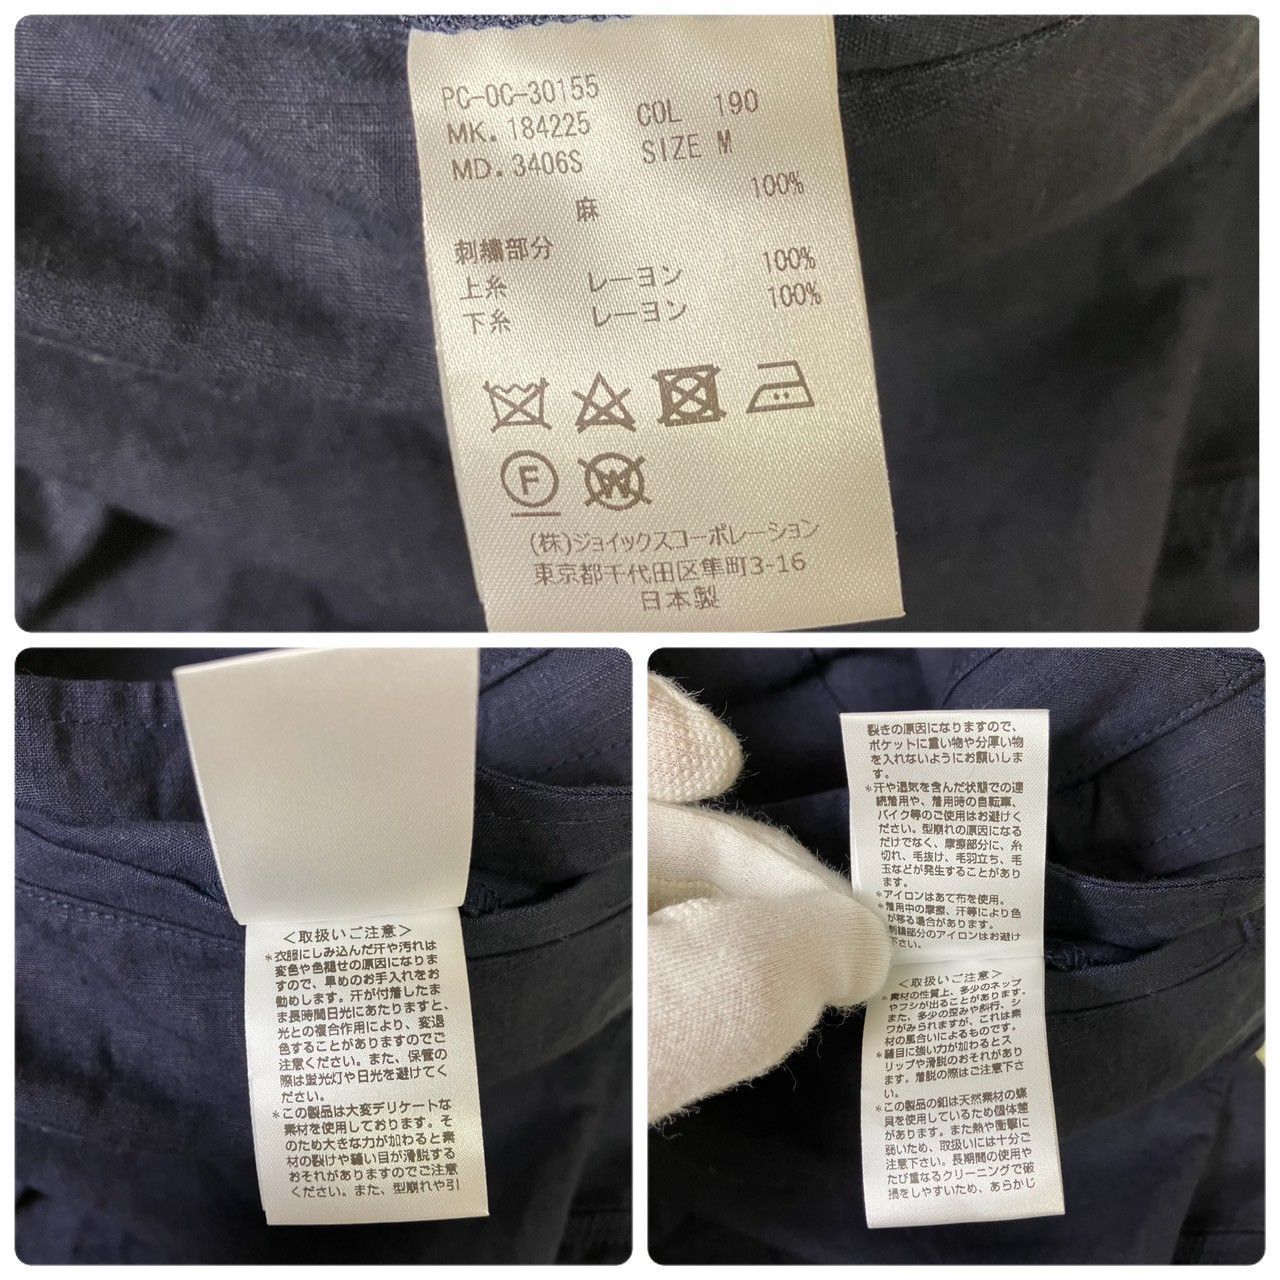 PC-OC-30155
MK. 184225 COL 190
MD. 3406S SIZE M
麻 100%
刺繍部分
上糸 レーヨン 100%
下糸 レーヨン 100%
F W
(株)ジョイックスコーポレーション
東京都千代田区隼町3-16
日本製
<取扱いご注意>
*衣服にしみ込んだ汗や汚れは
変色や色褪せの原因になりま
すので、早めのお手入れをお
勧めします。汗が付着したま
ま長時間日光にあたりますと、
光との複合作用により、変退
色することがありますのでご
注意ください。また、保管の
際は蛍光灯や日光を避けてく
ださい。
*この製品は大変デリケートな
素材を使用しております。そ
のため大きな力が加わると素
材の裂けや縫い目が滑脱する
おそれがありますのでご注意
ください。また、型崩れや引
裂きの原因になりますので、
ポケットに重い物や分厚い物
を入れないようにお願いしま
す。
*汗や湿気を含んだ状態での連
続着用や、着用時の自転車、
バイク等のご使用はお避けく
ださい。型崩れの原因になる
だけでなく、摩擦部分に、糸
切れ、毛抜け、毛羽立ち、毛
玉などが発生することがあり
ます。
*アイロンはあて布を使用。
*着用中の摩擦、汗等により色
が移る場合があります。
刺繍部分のアイロンはお避け
下さい。
<取扱いご注意>
*素材の性質上、多少のネップ
やフシが出ることがあります。
また、多少の歪みや斜行、シ
ワがみられますが、これは素
材の風合いによるものです。
*縫目に強い力が加わるとス
リップや滑脱のおそれがあり
ます。着脱の際はご注意下さ
い。
*この製品の釦は天然素材の蝶
貝を使用しているため個体差
があります。また熱や衝撃に
弱いため、取扱いには十分ご
注意下さい。長期間の使用や
たび重なるクリーニングで破
損をしやすいため、あらかじ